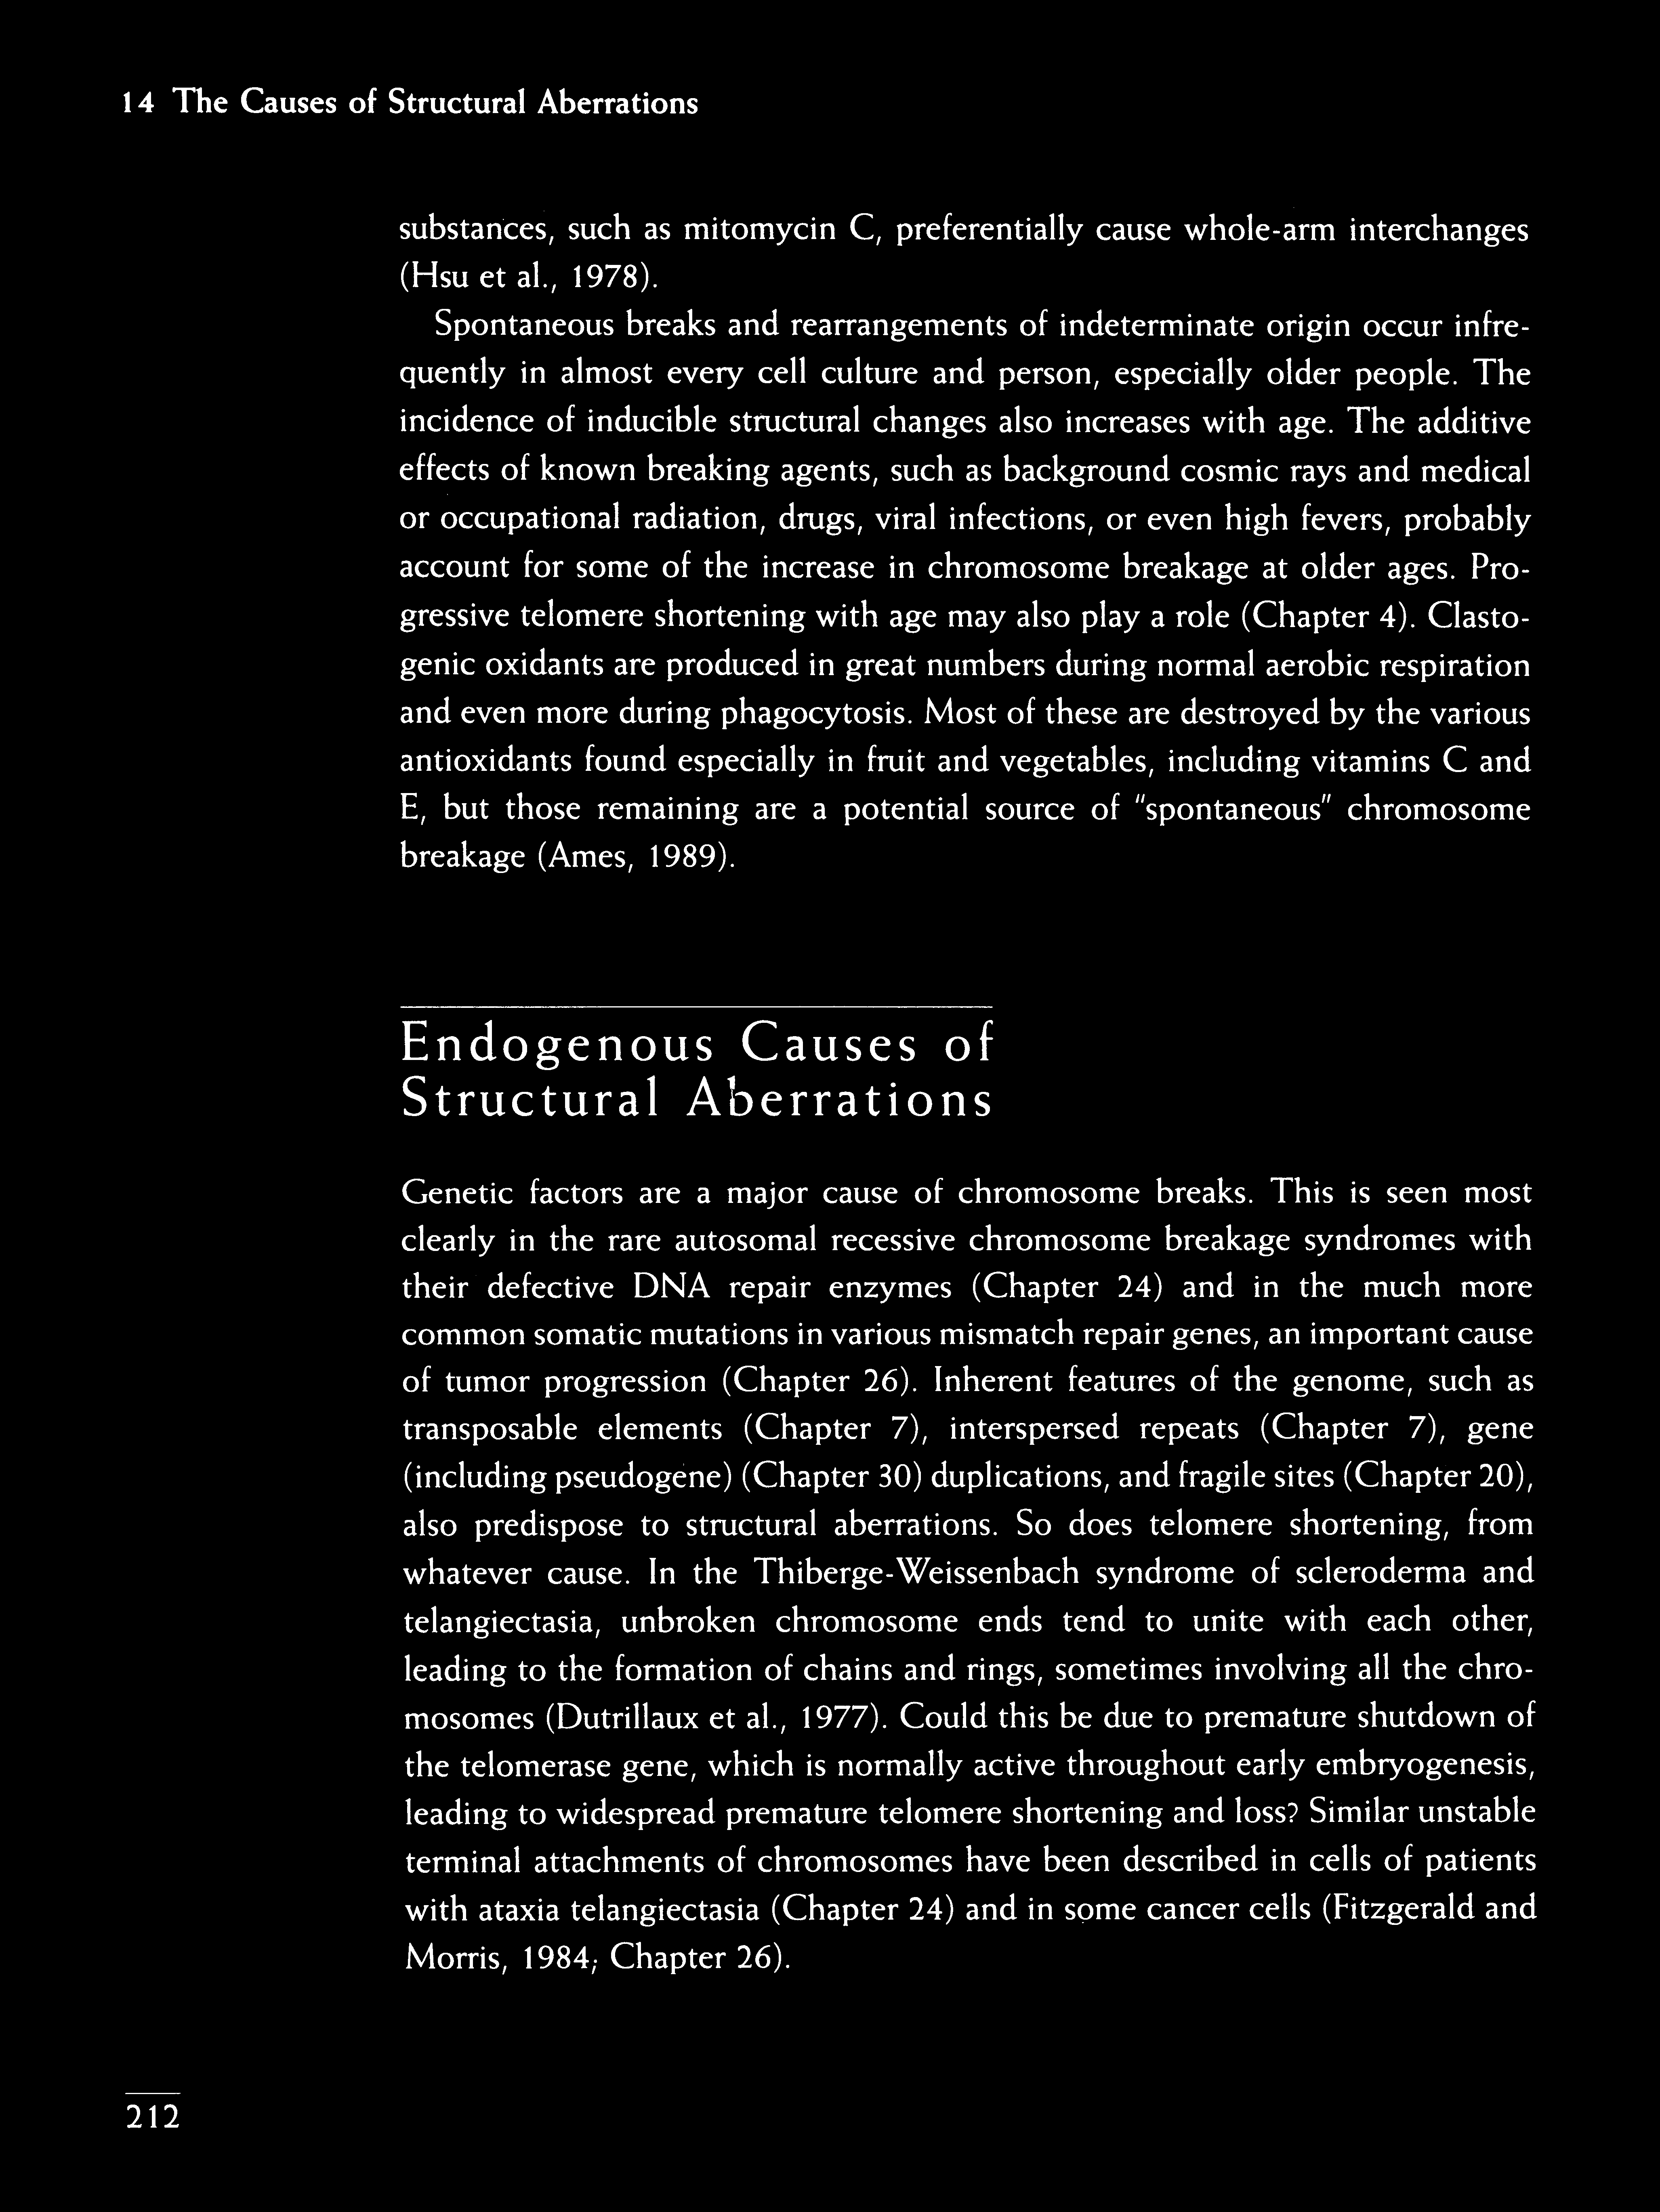 14 The Causes of Structural Aberrations
substances, such as mitomycin C, preferentially cause whole-arm interchanges
(Hsu et al., 1978).
Spontaneous breaks and rearrangements of indeterminate origin occur infre-
quently in almost every cell culture and person, especially older people. The
incidence of inducible structural changes also increases with age. The additive
effects of known breaking agents, such as background cosmic rays and medical
or occupational radiation, drugs, viral infections, or even high fevers, probably
account for some of the increase in chromosome breakage at older ages. Pro-
gressive telomere shortening with age may also play a role (Chapter 4). Clasto-
genic oxidants are produced in great numbers during normal aerobic respiration
and even more during phagocytosis. Most of these are destroyed by the various
antioxidants found especially in fruit and vegetables, including vitamins C and
E, but those remaining are a potential source of "spontaneous" chromosome
breakage (Ames, 1989).
Endogenous Causes of
Structural Aberrations
Genetic factors are a major cause of chromosome breaks. This is seen most
clearly in the rare autosomal recessive chromosome breakage syndromes with
their defective DNA repair enzymes (Chapter 24) and in the much more
common somatic mutations in various mismatch repair genes, an important cause
of tumor progression (Chapter 26). Inherent features of the genome, such as
transposable elements (Chapter 7), interspersed repeats (Chapter 7), gene
(including pseudogene) (Chapter 30) duplications, and fragile sites (Chapter 20),
also predispose to structural aberrations. So does telomere shortening, from
whatever cause. In the Thiberge-Weissenbach syndrome of scleroderma and
telangiectasia, unbroken chromosome ends tend to unite with each other,
leading to the formation of chains and rings, sometimes involving all the chro-
mosomes (Dutrillaux et al., 1977). Could this be due to premature shutdown of
the telomerase gene, which is normally active throughout early embryogenesis,
leading to widespread premature telomere shortening and loss? Similar unstable
terminal attachments of chromosomes have been described in cells of patients
with ataxia telangiectasia (Chapter 24) and in some cancer cells (Fitzgerald and
Morris, 1984; Chapter 26).
212